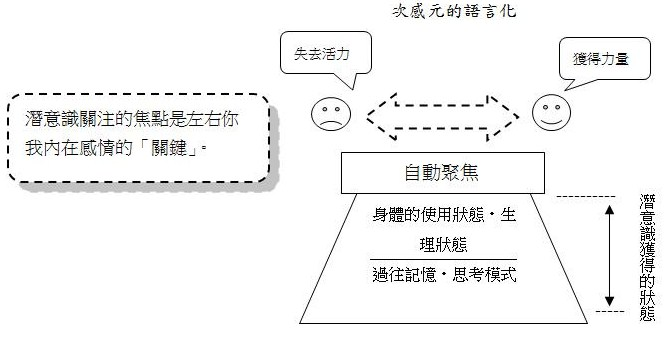 次感元的語言化
失去活力
獲得力量
潛意識關注的焦點是左右你
我內在感情的「關鍵」。
自動聚焦
身體的使用狀態・生
理狀態
過往記憶・思考模式
潛意識獲得的狀態